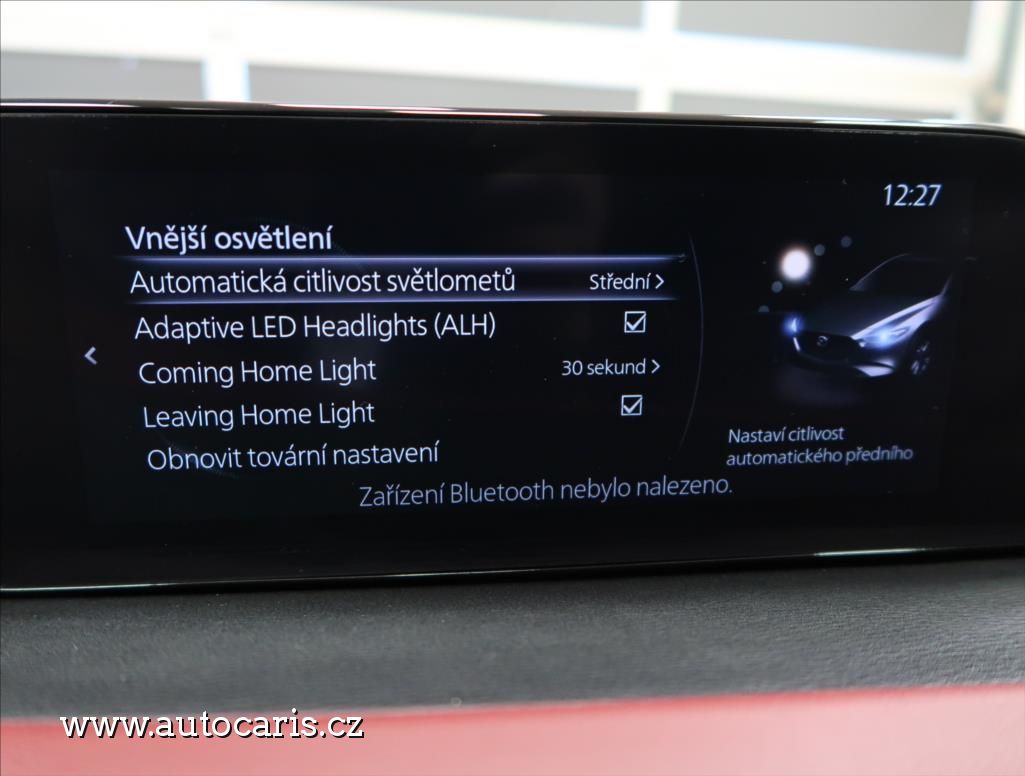 12:27
Vnější osvětlení
Automatická citlivost světlometů Střední >
Adaptive LED Headlights (ALH)
Coming Home Light 30 sekund >
Leaving Home Light
Obnovit tovární nastavení
Nastaví citlivost
automatického předního
Zařízení Bluetooth nebylo nalezeno.
www.autocaris.cz